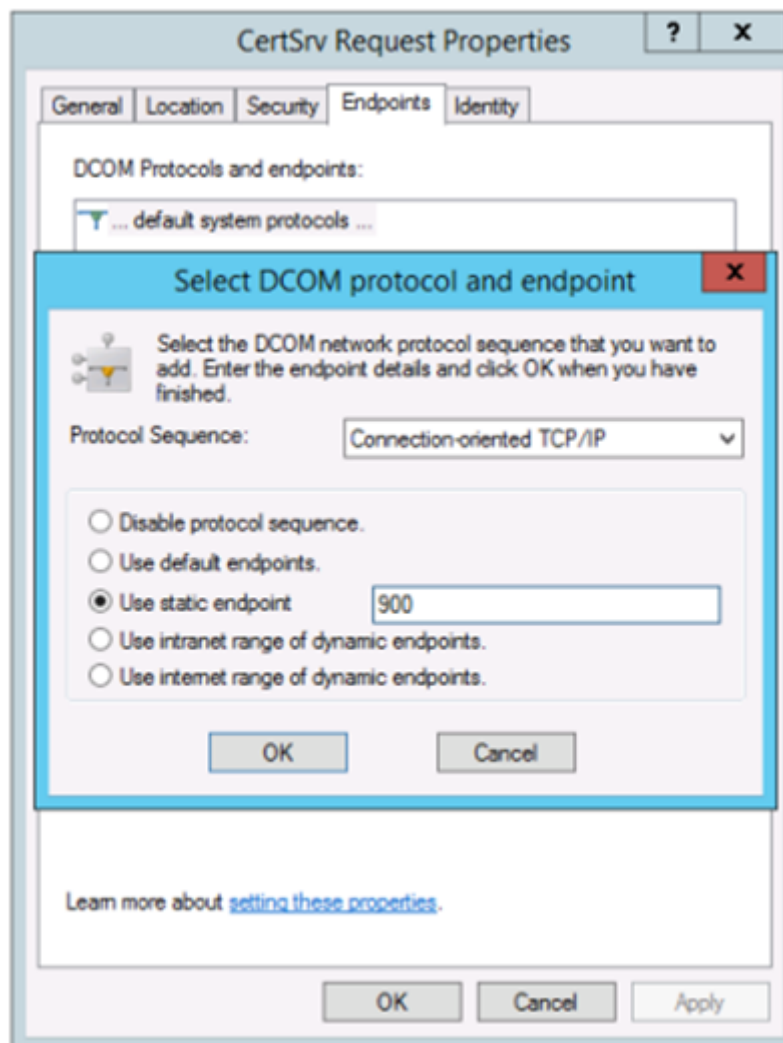 CertSrv Request Properties
? x
General Location Security Endpoints Identity
DCOM Protocols and endpoints:
... default system protocols ...
Select DCOM protocol and endpoint
x
Select the DCOM network protocol sequence that you want to
add. Enter the endpoint details and click OK when you have
finished.
Protocol Sequence: Connection-oriented TCP/IP
Disable protocol sequence.
Use default endpoints.
Use static endpoint 900
Use intranet range of dynamic endpoints.
Use internet range of dynamic endpoints.
OK Cancel
Learn more about setting these properties.
OK Cancel Apply